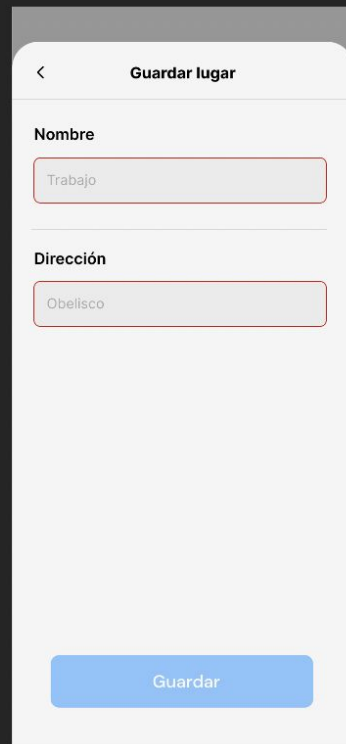 Guardar lugar
Nombre
Trabajo
Dirección
Obelisco
Guardar